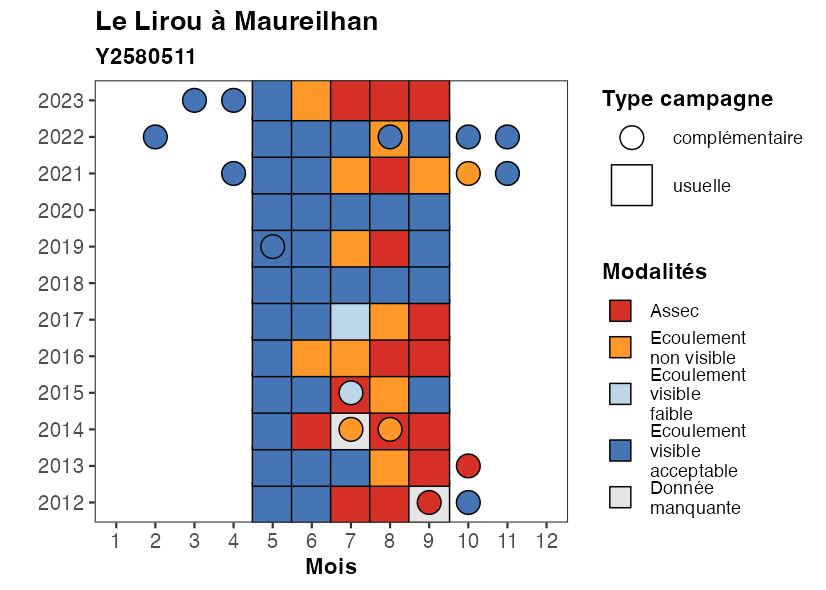 Le Lirou à Maureilhan
Y2580511
2023
2022
2021
2020
2019
2018
2017
2016
2015
2014
2013
2012
1 2 3 4 5 6 7 8 9 10 11 12
Mois
Type campagne
complémentaire
usuelle
Modalités
Assec
Ecoulement
non visible
Ecoulement
visible
faible
Ecoulement
visible
acceptable
Donnée
manquante